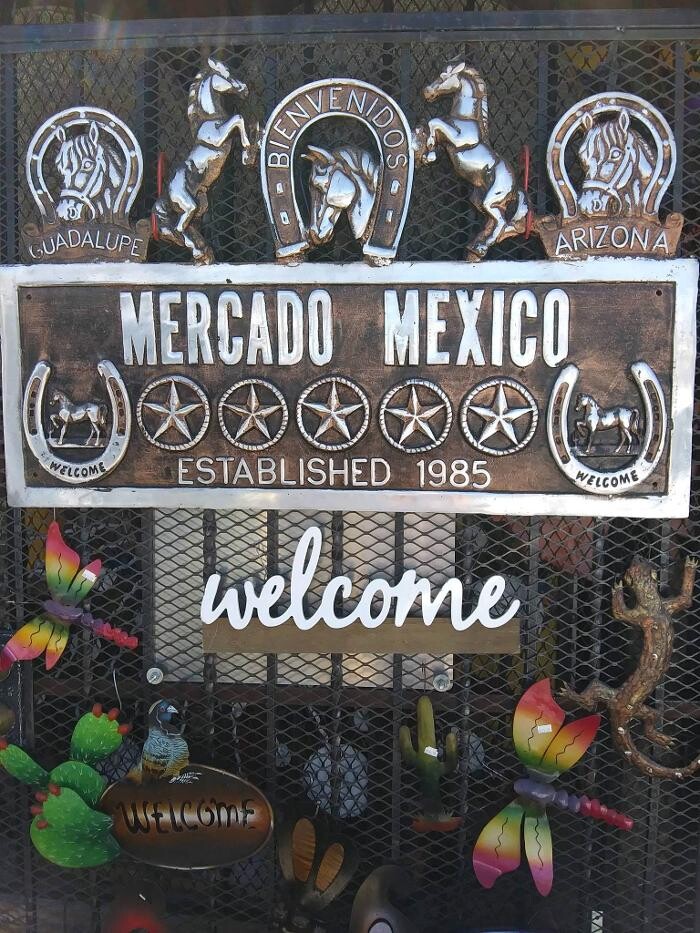 BIENVENIDOS
GUADALUPE
ARIZONA
MERCADO MEXICO
WELCOME
WELCOME
ESTABLISHED 1985
welcome
WELCOME